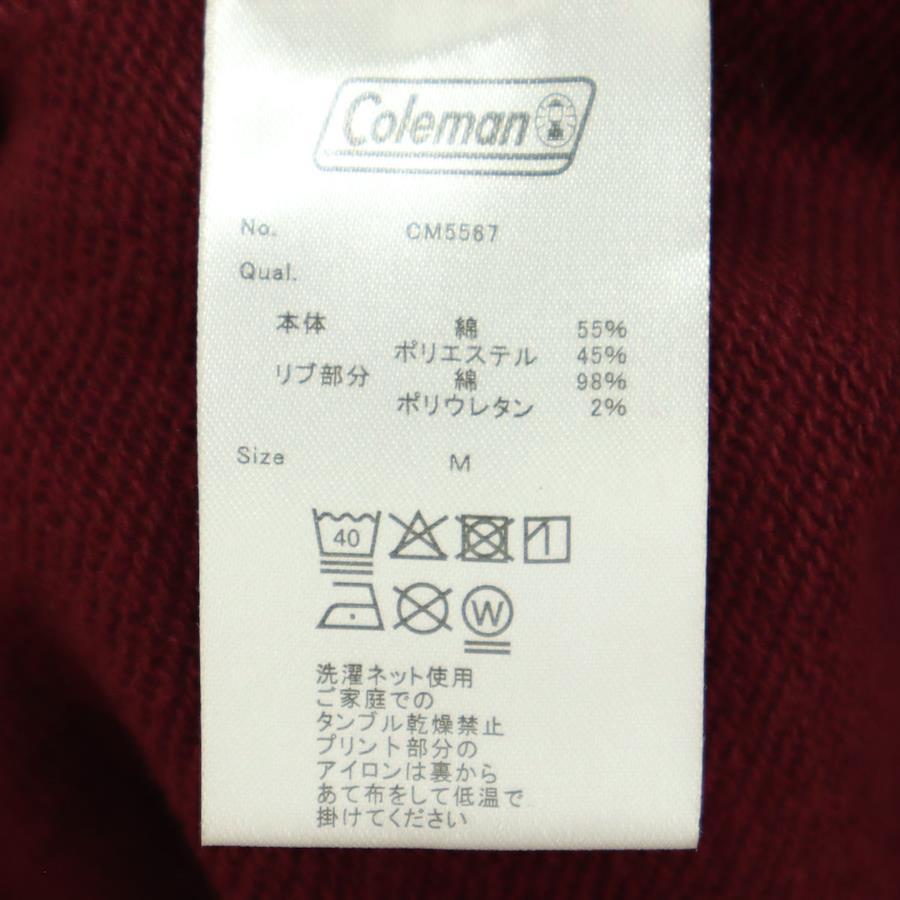 Coleman
No. CM5567
Qual.
本体 綿 55%
ポリエステル 45%
リブ部分 綿 98%
ポリウレタン 2%
Size M
40
W
洗濯ネット使用
ご家庭での
タンブル乾燥禁止
プリント部分の
アイロンは裏から
あて布をして低温で
掛けてください